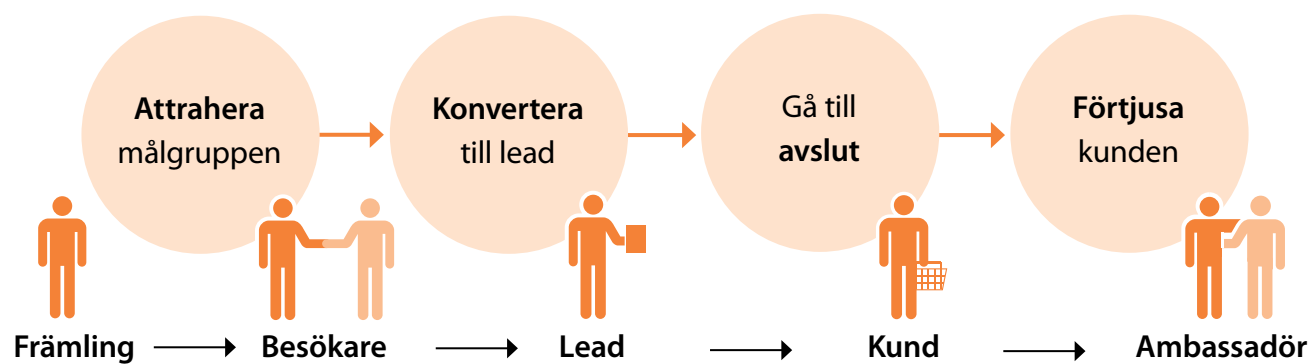 Attrahera
målgruppen
Konvertera
till lead
Gå till
avslut
Förtjusa
kunden
Främling
Besökare
Lead
Kund
Ambassadör